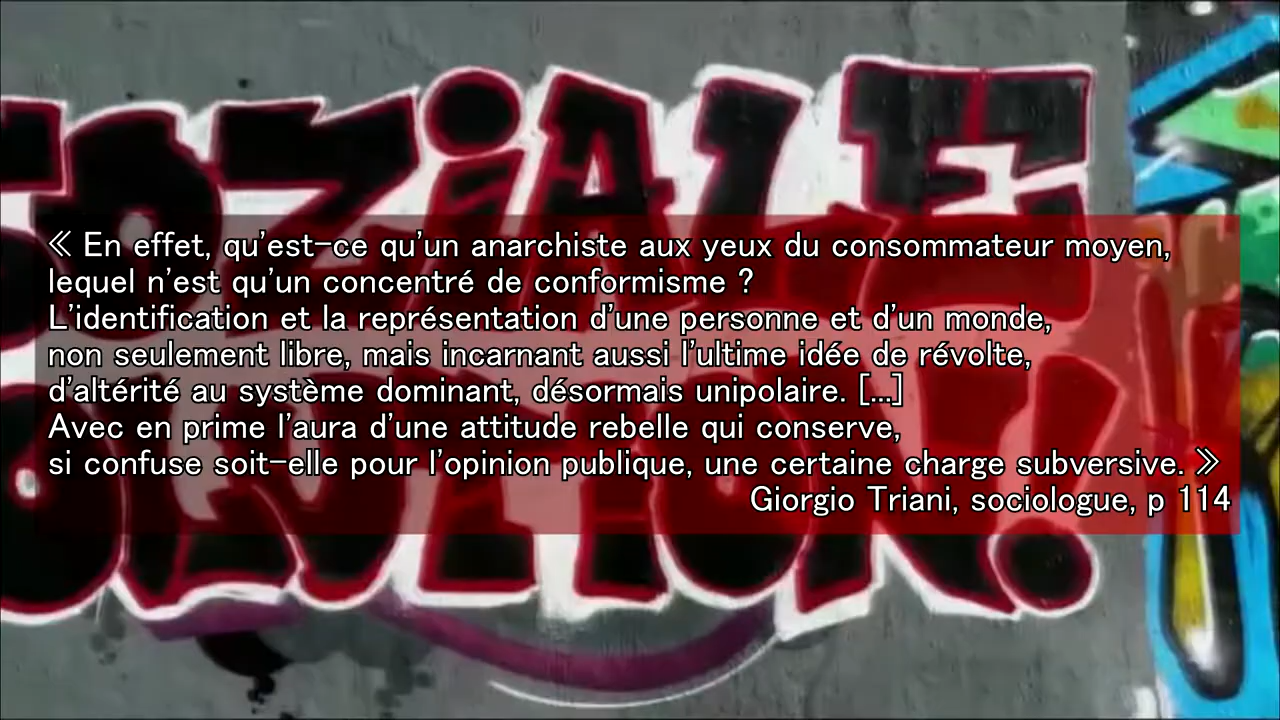 SOZIALE
« En effet, qu'est-ce qu'un anarchiste aux yeux du consommateur moyen,
lequel n'est qu'un concentré de conformisme ?
L'identification et la représentation d'une personne et d'un monde,
non seulement libre, mais incarnant aussi l'ultime idée de révolte,
d'altérité au système dominant, désormais unipolaire. [...]
Avec en prime l'aura d'une attitude rebelle qui conserve,
si confuse soit-elle pour l'opinion publique, une certaine charge subversive. »
Giorgio Triani, sociologue, p 114
OLUTION!